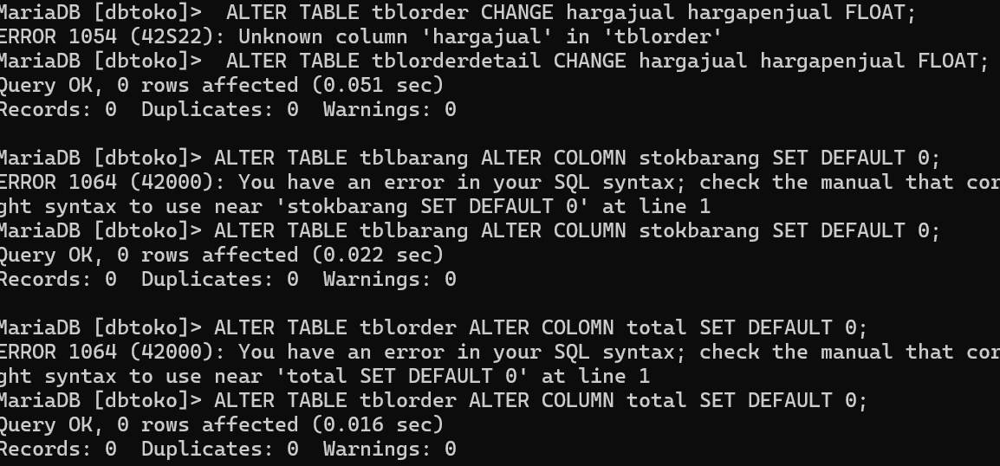 MariaDB [dbtoko]>  ALTER TABLE tblorder CHANGE hargajual hargapenjual FLOAT;
ERROR 1054 (42S22): Unknown column 'hargajual' in 'tblorder'
MariaDB [dbtoko]>  ALTER TABLE tblorderdetail CHANGE hargajual hargapenjual FLOAT;
Query OK, 0 rows affected (0.051 sec)
Records: 0  Duplicates: 0  Warnings: 0
MariaDB [dbtoko]> ALTER TABLE tblbarang ALTER COLOMN stokbarang SET DEFAULT 0;
ERROR 1064 (42000): You have an error in your SQL syntax; check the manual that cor
ght syntax to use near 'stokbarang SET DEFAULT 0' at line 1
MariaDB [dbtoko]> ALTER TABLE tblbarang ALTER COLUMN stokbarang SET DEFAULT 0;
Query OK, 0 rows affected (0.022 sec)
Records: 0  Duplicates: 0  Warnings: 0
MariaDB [dbtoko]> ALTER TABLE tblorder ALTER COLOMN total SET DEFAULT 0;
ERROR 1064 (42000): You have an error in your SQL syntax; check the manual that cor
ght syntax to use near 'total SET DEFAULT 0' at line 1
MariaDB [dbtoko]> ALTER TABLE tblorder ALTER COLUMN total SET DEFAULT 0;
Query OK, 0 rows affected (0.016 sec)
Records: 0  Duplicates: 0  Warnings: 0